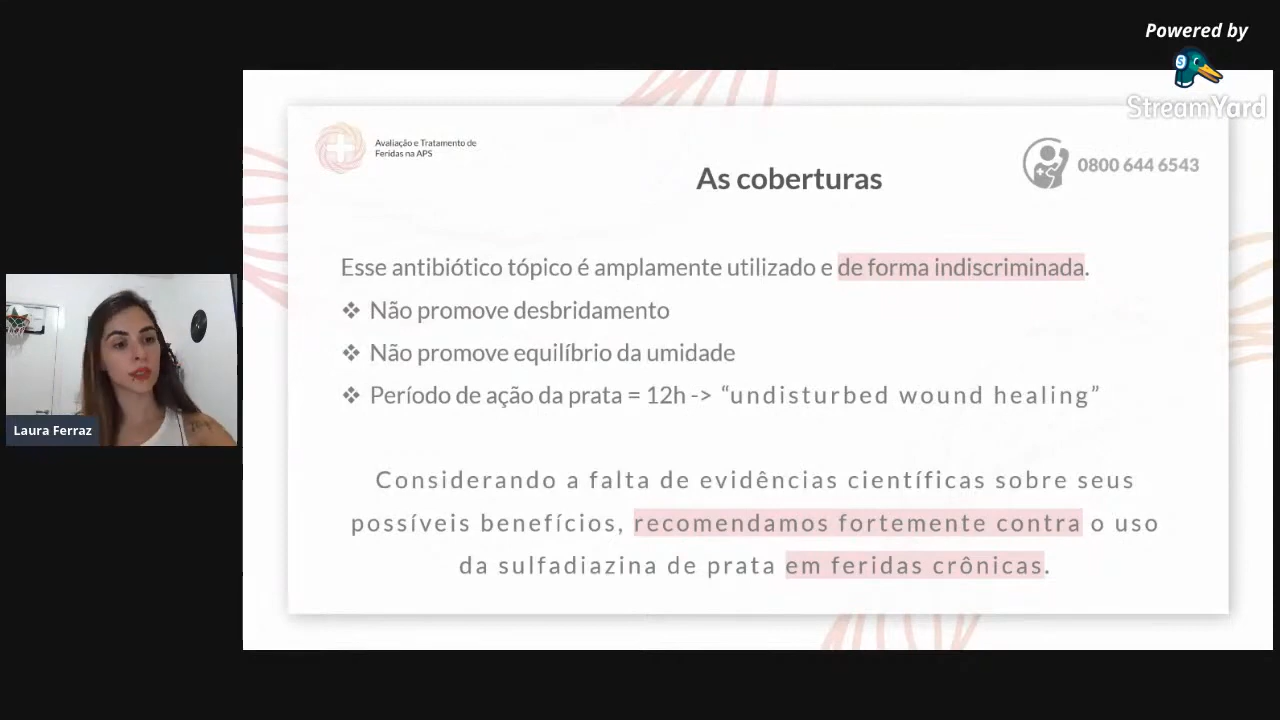 Powered by
StreamYard
Avaliação e Tratamento de
Feridas na APS
0800 644 6543
As coberturas
Esse antibiótico tópico é amplamente utilizado e de forma indiscriminada.
❖ Não promove desbridamento
❖ Não promove equilíbrio da umidade
❖ Período de ação da prata = 12h -> “undisturbed wound healing”
Considerando a falta de evidências científicas sobre seus
possíveis benefícios, recomendamos fortemente contra o uso
da sulfadiazina de prata em feridas crônicas.
Laura Ferraz